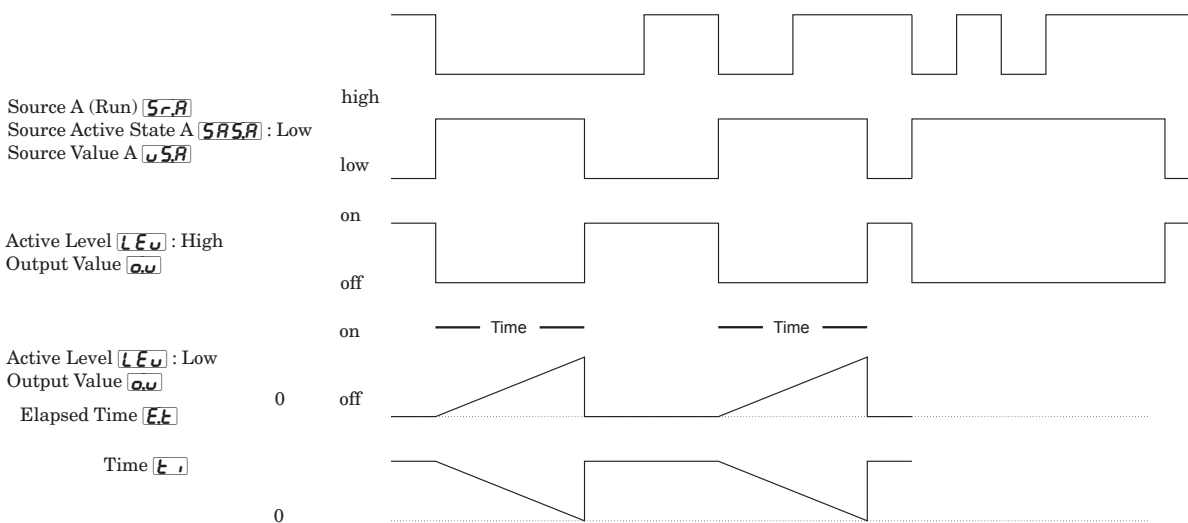 high
Source A (Run) Sr.A
Source Active State A SAS.A : Low
Source Value A uS.A
low
on
Active Level LEu : High
Output Value o.u
off
on
Time
Time
Active Level LEu : Low
Output Value o.u
0
off
Elapsed Time E.t
Time ti
0